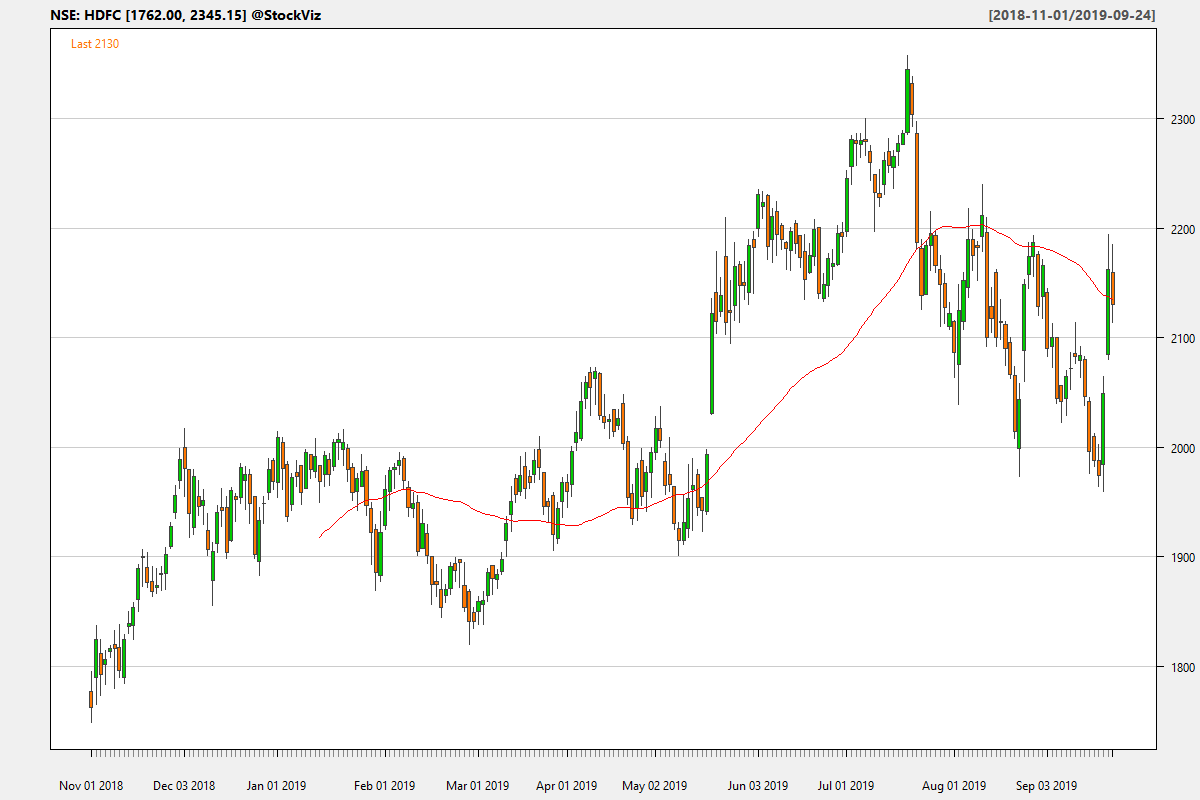 NSE: HDFC [1762.00, 2345.15] @StockViz [2018-11-01/2019-09-24]
Last 2130
2300
2200
2100
2000
1900
1800
Nov 01 2018 Dec 03 2018 Jan 01 2019 Feb 01 2019 Mar 01 2019 Apr 01 2019 May 02 2019 Jun 03 2019 Jul 01 2019 Aug 01 2019 Sep 03 2019